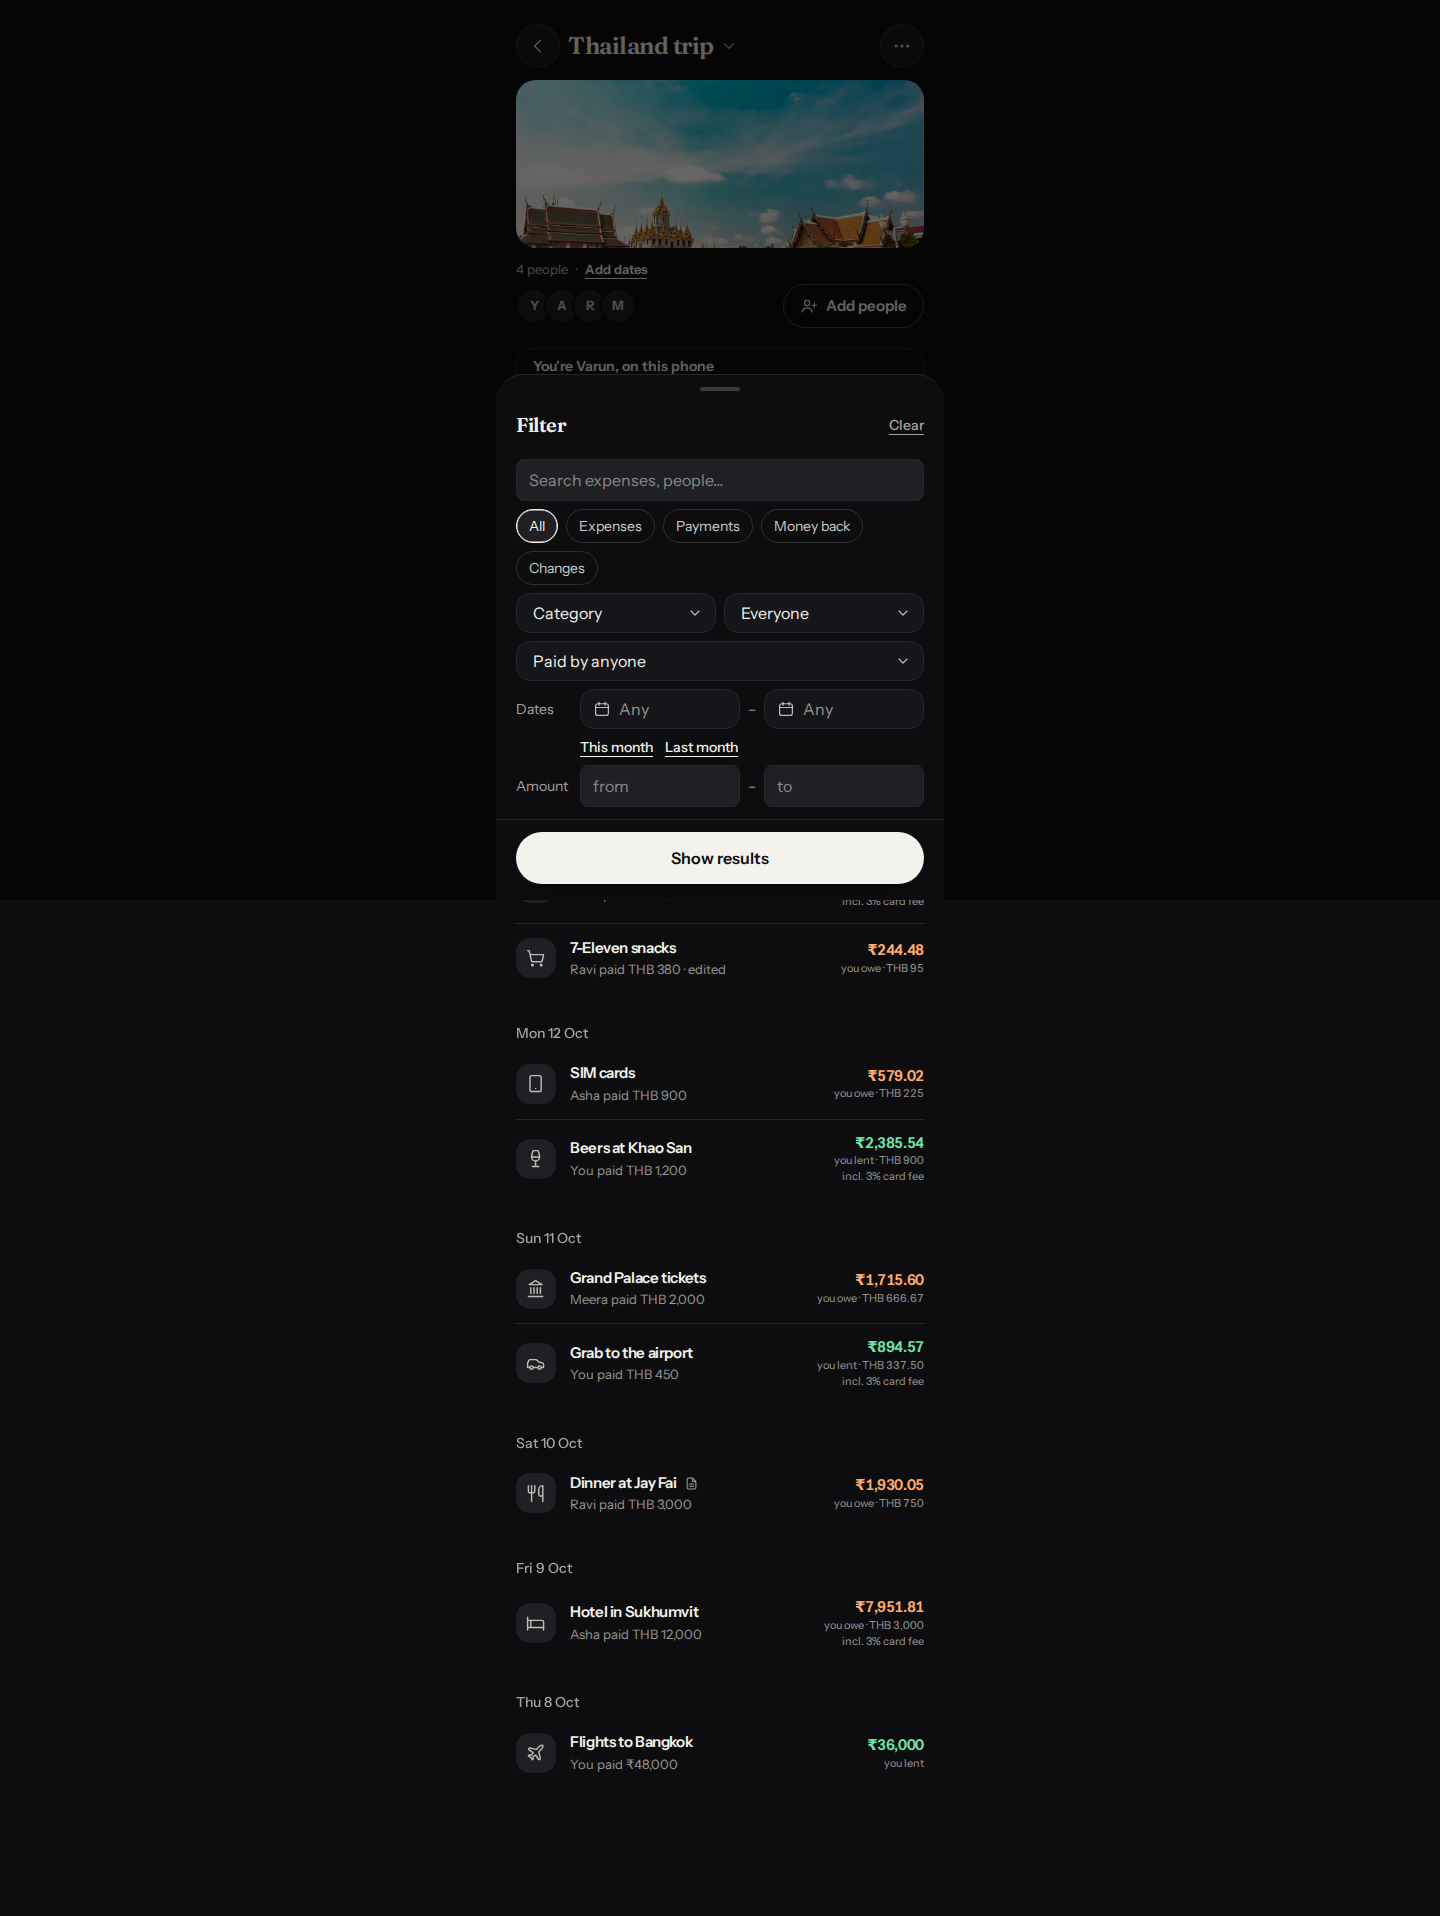 Thailand trip
4 people · Add dates
Y A R M
Add people
You're Varun, on this phone
Filter
Clear
Search expenses, people...
All
Expenses
Payments
Money back
Changes
Category
Everyone
Paid by anyone
Dates
Any
–
Any
This month
Last month
Amount
from
–
to
Show results
incl. 3% card fee
7-Eleven snacks
₹244.48
Ravi paid THB 380 · edited
you owe · THB 95
Mon 12 Oct
SIM cards
₹579.02
Asha paid THB 900
you owe · THB 225
Beers at Khao San
₹2,385.54
You paid THB 1,200
you lent · THB 900
incl. 3% card fee
Sun 11 Oct
Grand Palace tickets
₹1,715.60
Meera paid THB 2,000
you owe · THB 666.67
Grab to the airport
₹894.57
You paid THB 450
you lent · THB 337.50
incl. 3% card fee
Sat 10 Oct
Dinner at Jay Fai
₹1,930.05
Ravi paid THB 3,000
you owe · THB 750
Fri 9 Oct
Hotel in Sukhumvit
₹7,951.81
Asha paid THB 12,000
you owe · THB 3,000
incl. 3% card fee
Thu 8 Oct
Flights to Bangkok
₹36,000
You paid ₹48,000
you lent